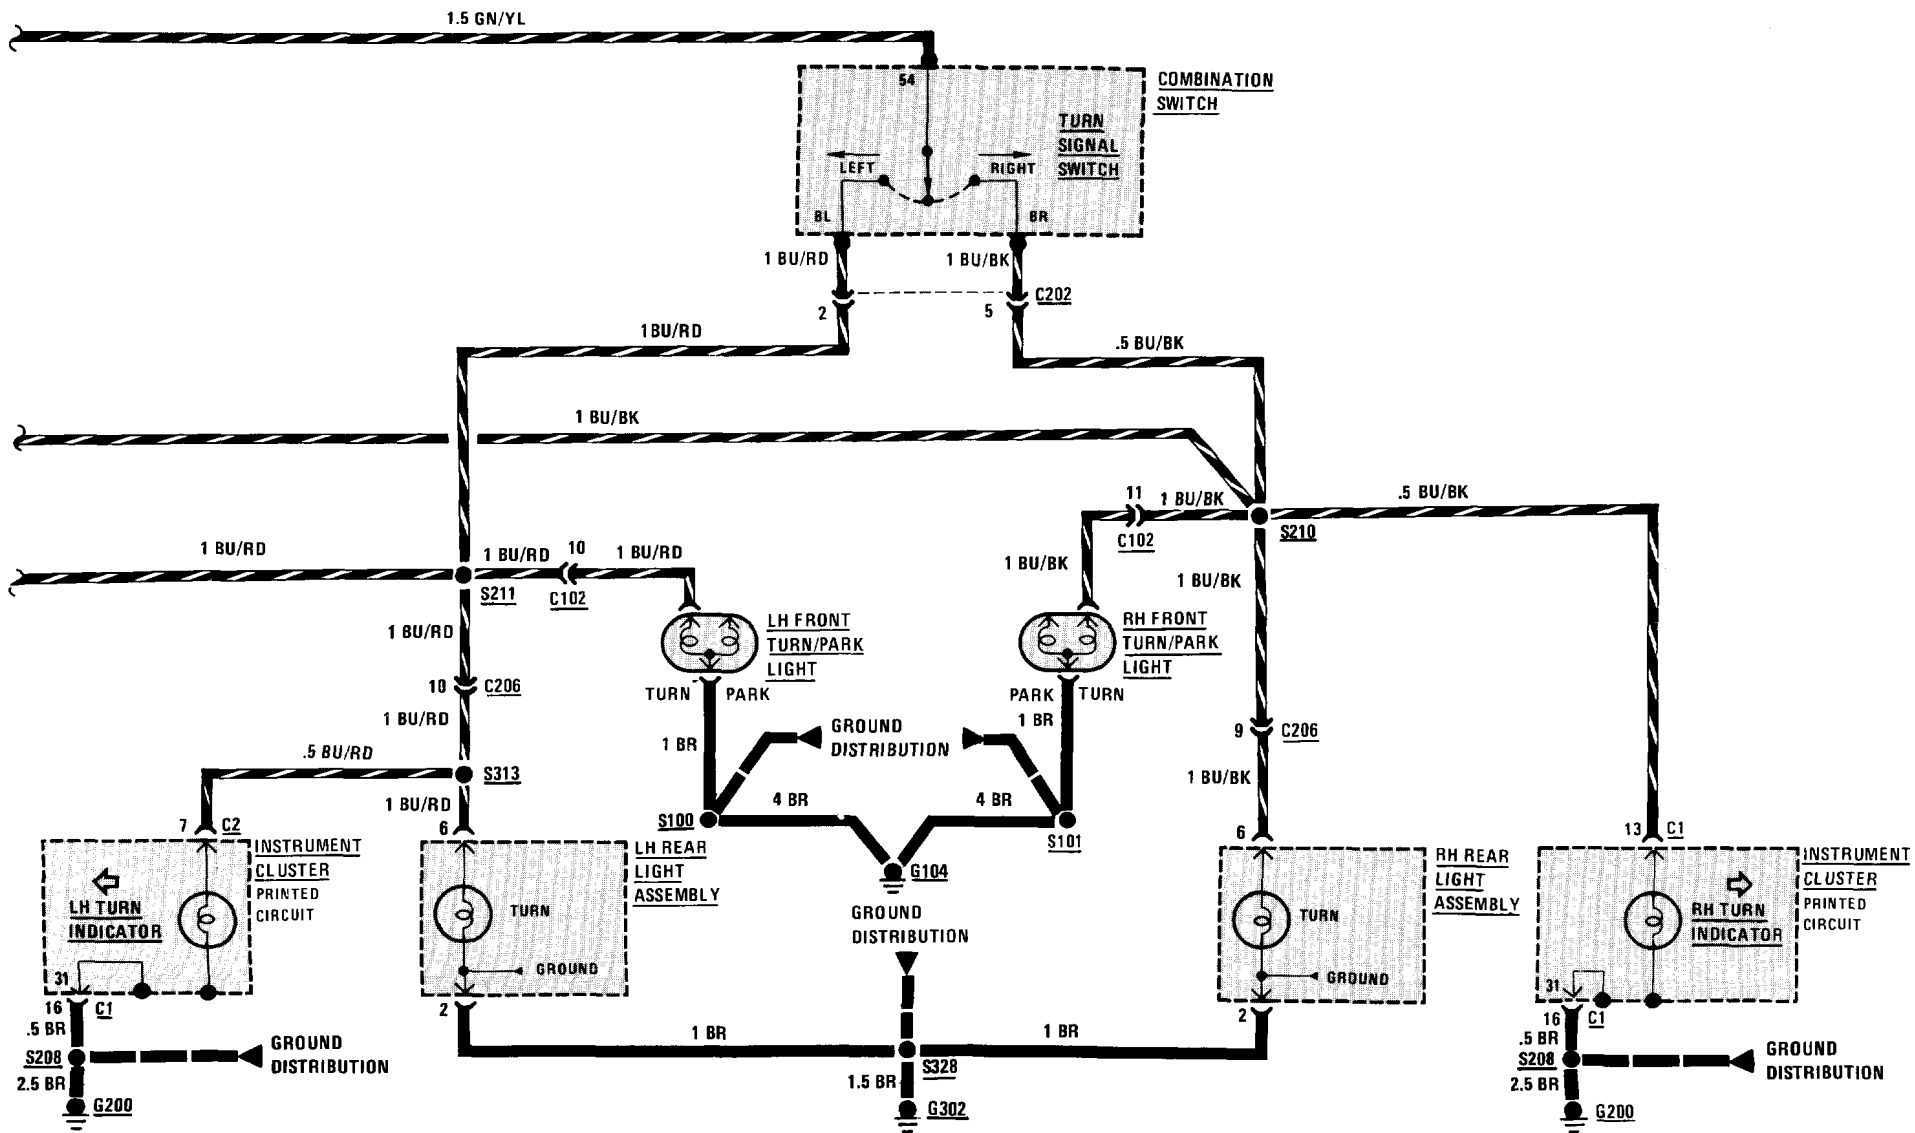 1.5 GN/YL
54
COMBINATION
SWITCH
TURN
SIGNAL
SWITCH
LEFT
RIGHT
BL
BR
1 BU/RD
1 BU/BK
C202
2
5
1BU/RD
.5 BU/BK
1 BU/BK
11
1 BU/BK
.5 BU/BK
C102
S210
1 BU/RD
1 BU/RD
10
1 BU/RD
S211
C102
1 BU/BK
1 BU/BK
1 BU/RD
LH FRONT
TURN/PARK
LIGHT
RH FRONT
TURN/PARK
LIGHT
10
C206
TURN
PARK
PARK
TURN
1 BU/RD
1 BR
GROUND
DISTRIBUTION
1 BR
9
C206
.5 BU/RD
S313
1 BU/BK
1 BU/RD
4 BR
4 BR
S100
S101
7
C2
6
6
13
C1
INSTRUMENT
CLUSTER
PRINTED
CIRCUIT
LH REAR
LIGHT
ASSEMBLY
G104
RH REAR
LIGHT
ASSEMBLY
INSTRUMENT
CLUSTER
PRINTED
CIRCUIT
LH TURN
INDICATOR
TURN
GROUND
DISTRIBUTION
TURN
RH TURN
INDICATOR
GROUND
GROUND
31
31
16
C1
2
2
16
C1
.5 BR
1 BR
1 BR
.5 BR
S208
GROUND
DISTRIBUTION
S328
S208
GROUND
DISTRIBUTION
2.5 BR
1.5 BR
2.5 BR
G200
G302
G200